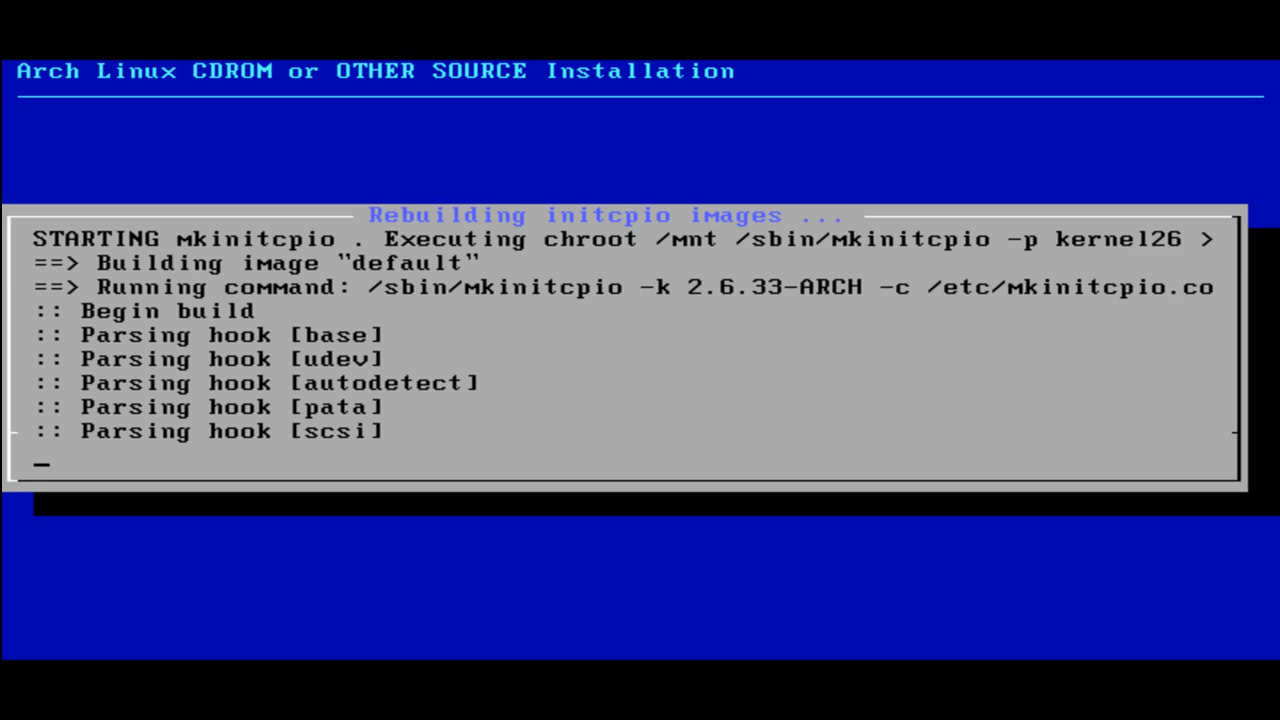 Arch Linux CDROM or OTHER SOURCE Installation
Rebuilding initcpio images ...
STARTING mkinitcpio . Executing chroot /mnt /sbin/mkinitcpio -p kernel26 >
==> Building image "default"
==> Running command: /sbin/mkinitcpio -k 2.6.33-ARCH -c /etc/mkinitcpio.co
:: Begin build
:: Parsing hook [base]
:: Parsing hook [udev]
:: Parsing hook [autodetect]
:: Parsing hook [pata]
:: Parsing hook [scsi]